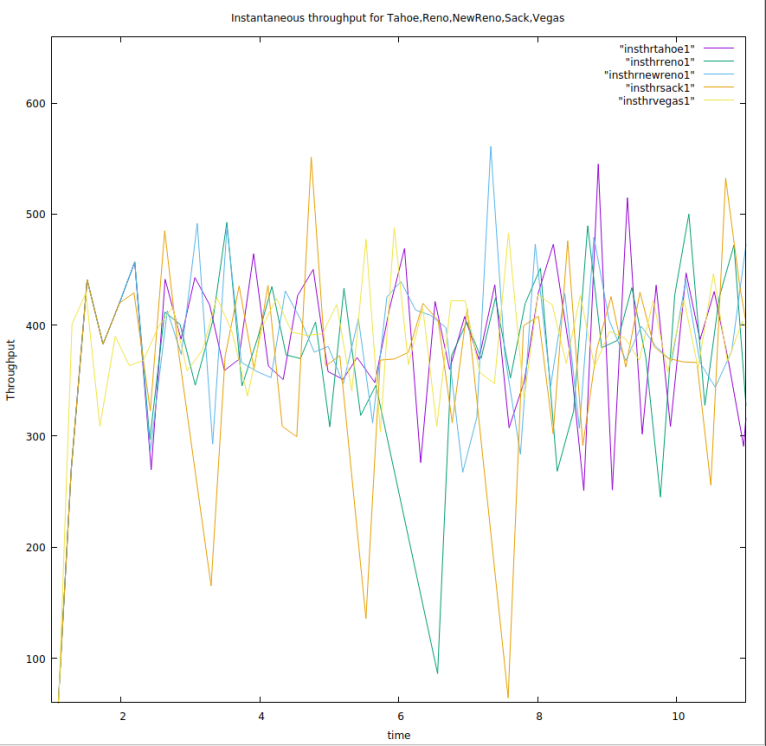 Instantaneous throughput for Tahoe,Reno,NewReno,Sack,Vegas
"insthrtahoe1"
"insthrreno1"
"insthrnewreno1"
"insthrsack1"
"insthrvegas1"
600
500
400
300
200
100
Throughput
2 4 6 8 10
time